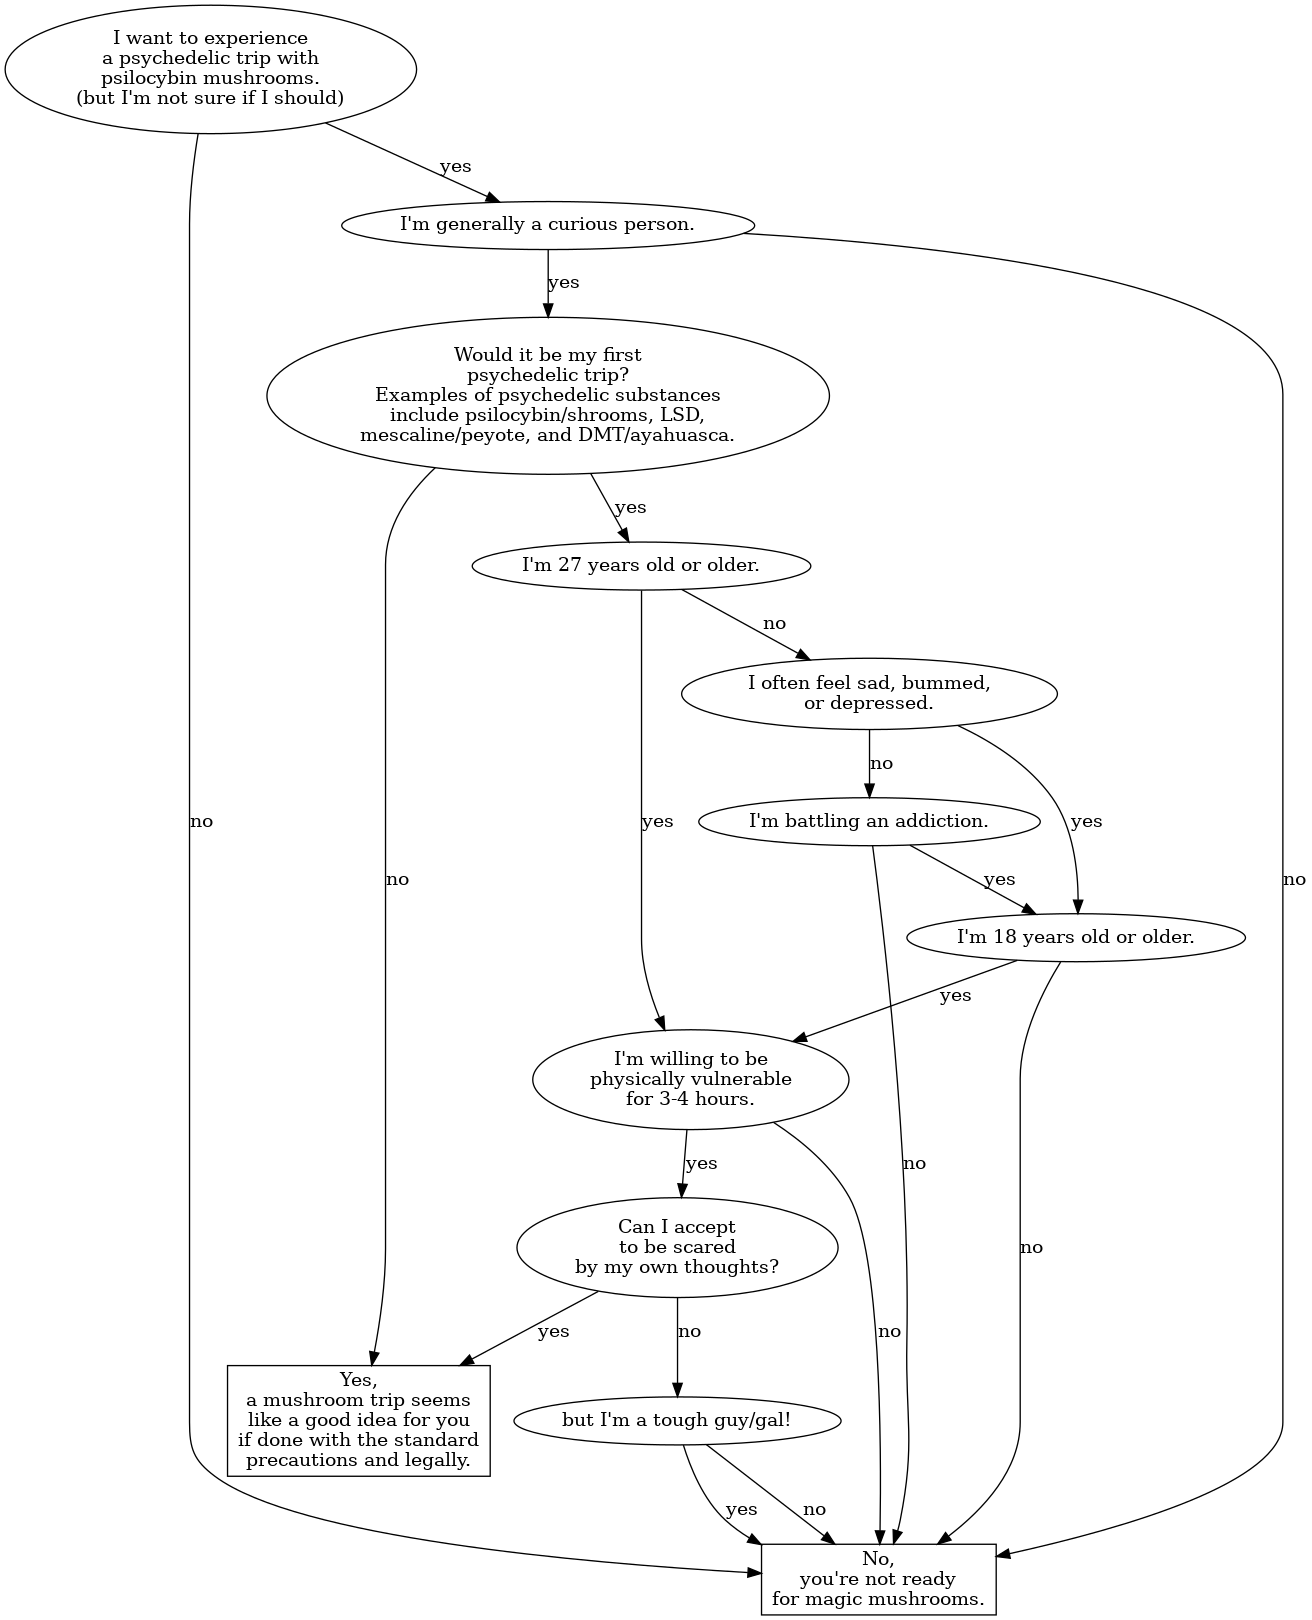 I want to experience
a psychedelic trip with
psilocybin mushrooms.
(but I'm not sure if I should)
yes
I'm generally a curious person.
yes
Would it be my first
psychedelic trip?
Examples of psychedelic substances
include psilocybin/shrooms, LSD,
mescaline/peyote, and DMT/ayahuasca.
yes
I'm 27 years old or older.
no
I often feel sad, bummed,
or depressed.
no
no
yes
I'm battling an addiction.
yes
no
yes
no
I'm 18 years old or older.
yes
I'm willing to be
physically vulnerable
for 3-4 hours.
yes
no
Can I accept
to be scared
by my own thoughts?
no
yes
no
no
Yes,
a mushroom trip seems
like a good idea for you
if done with the standard
precautions and legally.
but I'm a tough guy/gal!
yes
no
No,
you're not ready
for magic mushrooms.